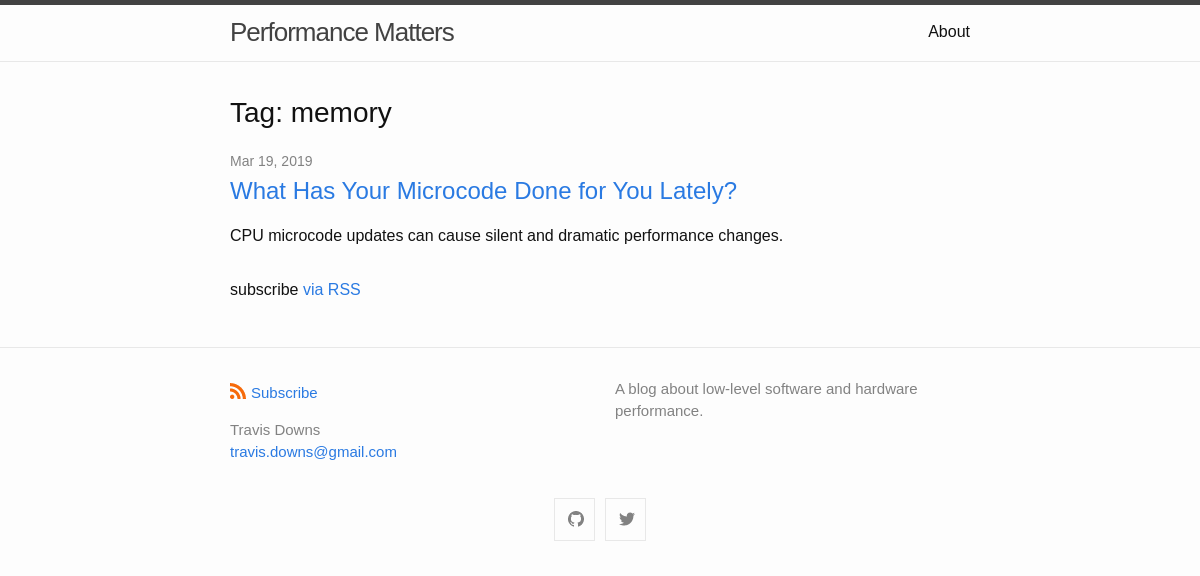 Performance Matters
About
Tag: memory
Mar 19, 2019
What Has Your Microcode Done for You Lately?
CPU microcode updates can cause silent and dramatic performance changes.
subscribe via RSS
Subscribe
Travis Downs
travis.downs@gmail.com
A blog about low-level software and hardware
performance.